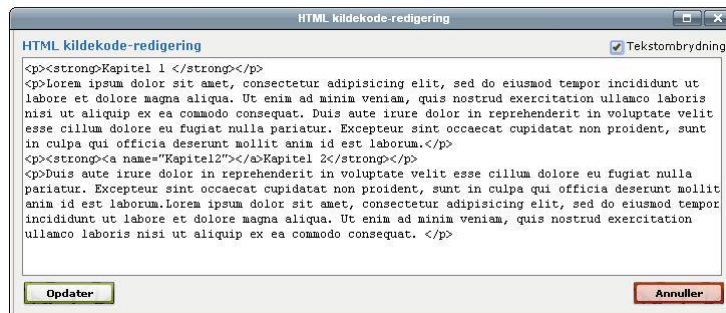 HTML kildekode-redigering
HTML kildekode-redigering
Tekstombrydning
<p><strong>Kapitel 1 </strong></p>
<p>Lorem ipsum dolor sit amet, consectetur adipisicing elit, sed do eiusmod tempor incididunt ut
labore et dolore magna aliqua. Ut enim ad minim veniam, quis nostrud exercitation ullamco laboris
nisi ut aliquip ex ea commodo consequat. Duis aute irure dolor in reprehenderit in voluptate velit
esse cillum dolore eu fugiat nulla pariatur. Excepteur sint occaecat cupidatat non proident, sunt
in culpa qui officia deserunt mollit anim id est laborum.</p>
<p><strong><a name="Kapitel2"></a>Kapitel 2</strong></p>
<p>Duis aute irure dolor in reprehenderit in voluptate velit esse cillum dolore eu fugiat nulla
pariatur. Excepteur sint occaecat cupidatat non proident, sunt in culpa qui officia deserunt mollit
anim id est laborum.Lorem ipsum dolor sit amet, consectetur adipisicing elit, sed do eiusmod tempor
incididunt ut labore et dolore magna aliqua. Ut enim ad minim veniam, quis nostrud exercitation
ullamco laboris nisi ut aliquip ex ea commodo consequat. </p>
Opdater
Annuller